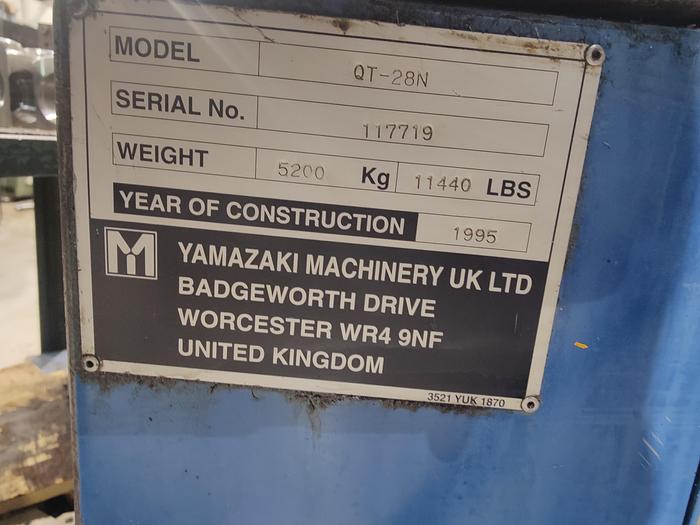 MODEL QT-28N
SERIAL No. 117719
WEIGHT 5200 Kg 11440 LBS
YEAR OF CONSTRUCTION 1995
YAMAZAKI MACHINERY UK LTD
BADGEWORTH DRIVE
WORCESTER WR4 9NF
UNITED KINGDOM
3521 YUK 1870